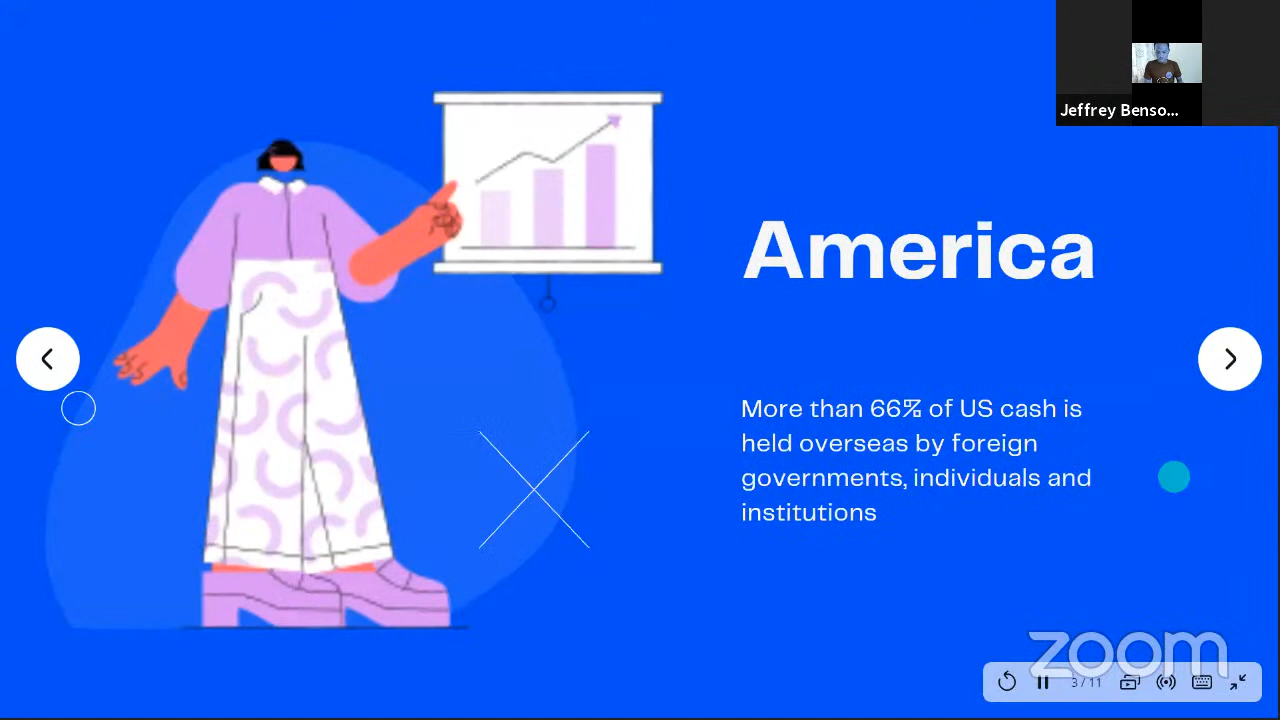 Jeffrey Benso...
America
More than 66% of US cash is
held overseas by foreign
governments, individuals and
institutions
zoom
3 / 11